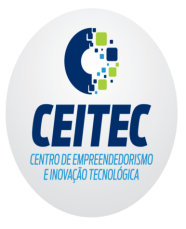 CEITEC
CENTRO DE EMPREENDEDORISMO
E INOVAÇÃO TECNOLÓGICA